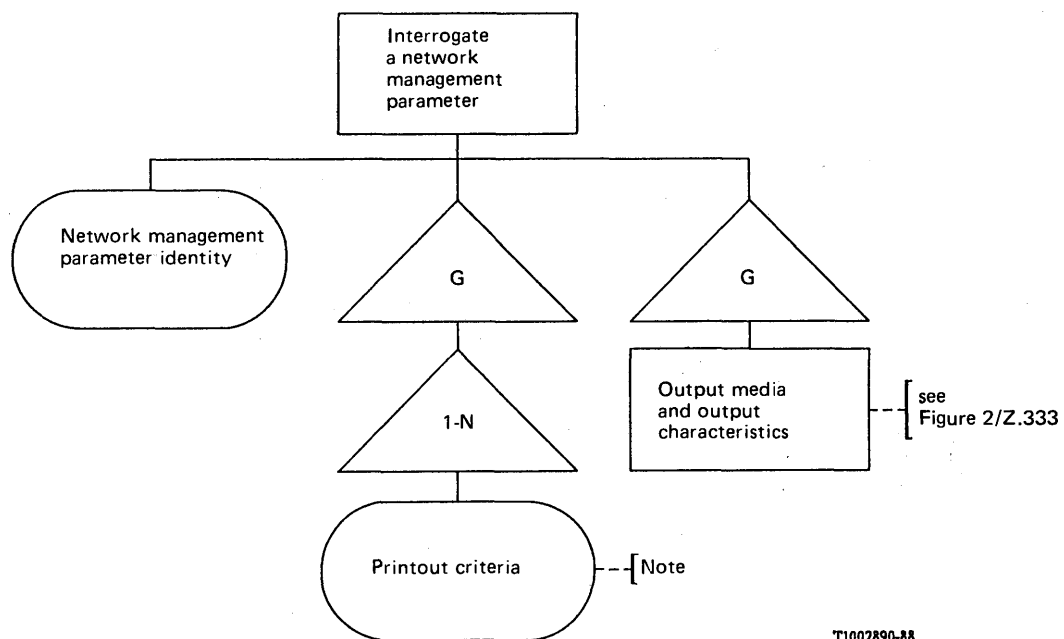 Interrogate
a network
management
parameter
Network management
parameter identity
G
G
1-N
Output media
and output
characteristics
see
Figure 2/Z.333
Printout criteria
Note
T1002890-88